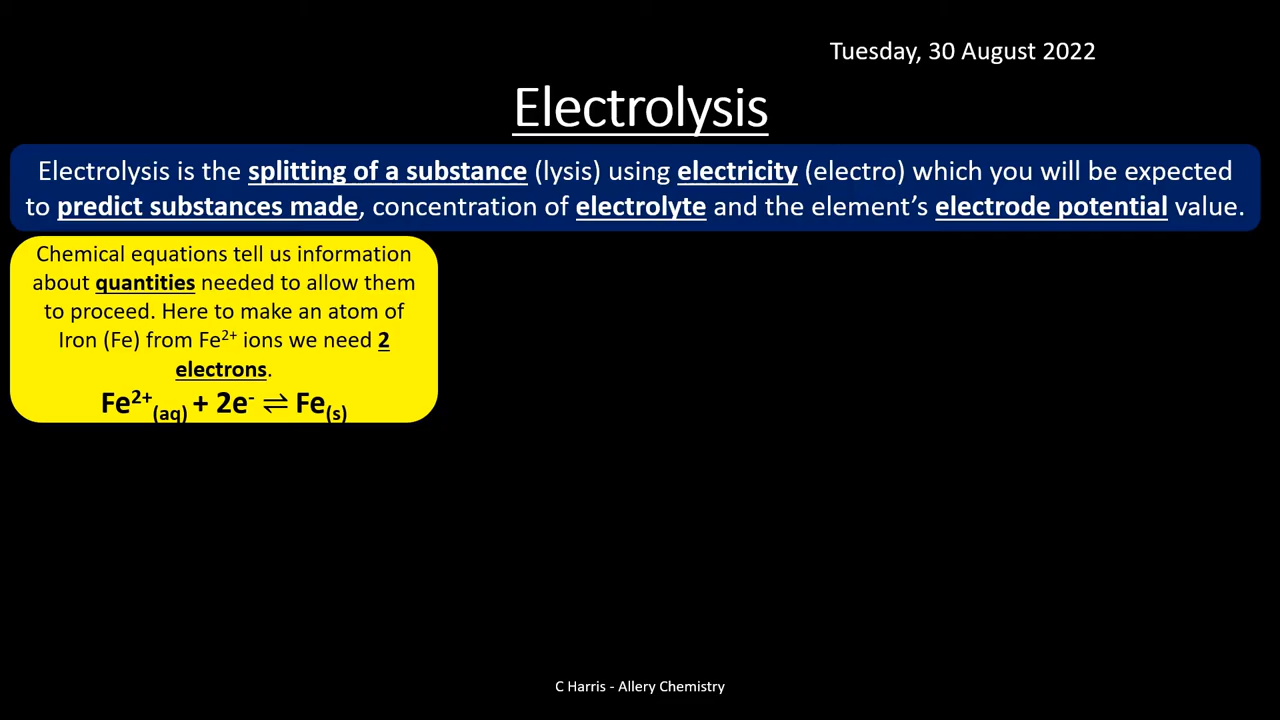 Tuesday, 30 August 2022
Electrolysis
Electrolysis is the splitting of a substance (lysis) using electricity (electro) which you will be expected
to predict substances made, concentration of electrolyte and the element’s electrode potential value.
Chemical equations tell us information
about quantities needed to allow them
to proceed. Here to make an atom of
Iron (Fe) from Fe²⁺ ions we need 2
electrons.
Fe²⁺(aq) + 2e⁻ ⇌ Fe(s)
C Harris - Allery Chemistry